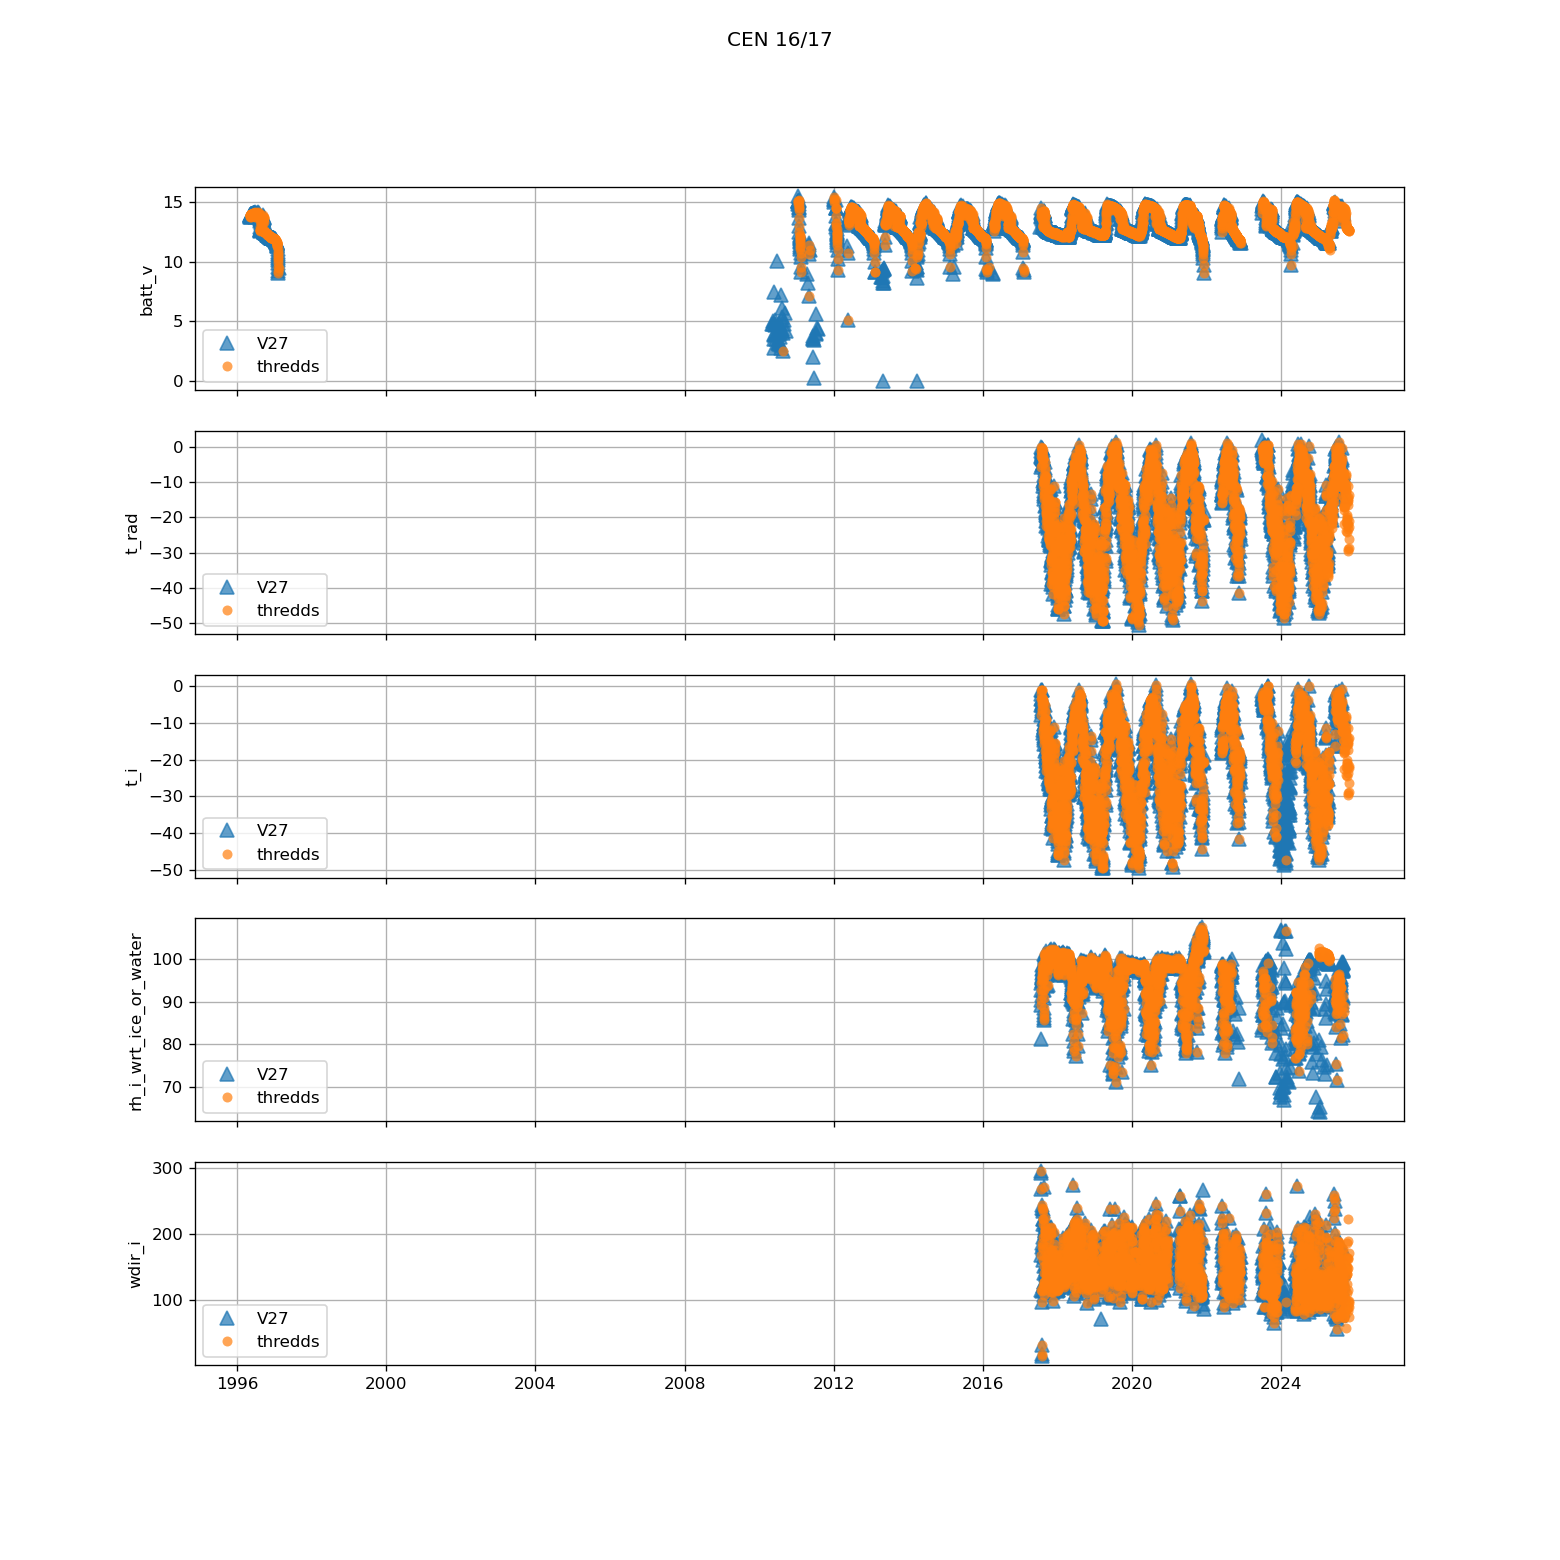 CEN 16/17
batt_v
15
10
5
0
V27
thredds
t_rad
0
−10
−20
−30
−40
−50
V27
thredds
t_i
0
−10
−20
−30
−40
−50
V27
thredds
rh_i_wrt_ice_or_water
100
90
80
70
V27
thredds
wdir_i
300
200
100
V27
thredds
1996 2000 2004 2008 2012 2016 2020 2024